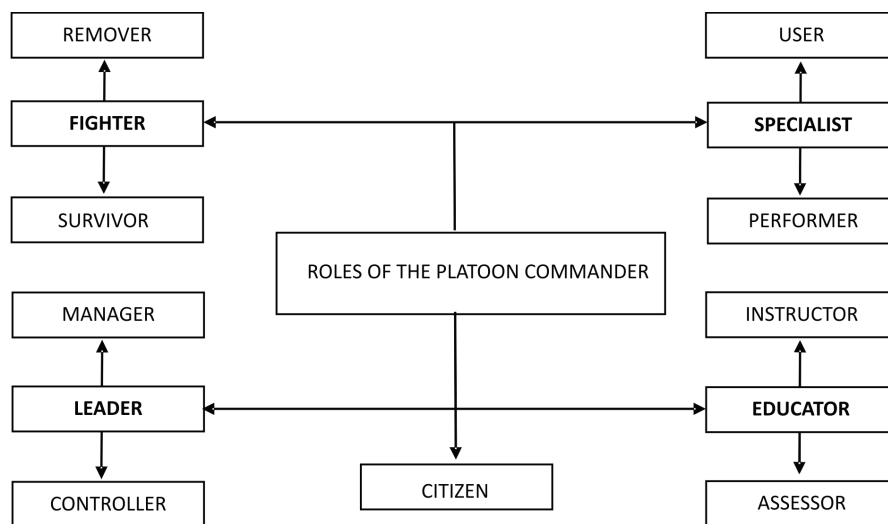 REMOVER
USER
FIGHTER
SPECIALIST
SURVIVOR
PERFORMER
ROLES OF THE PLATOON COMMANDER
MANAGER
INSTRUCTOR
LEADER
EDUCATOR
CITIZEN
CONTROLLER
ASSESSOR